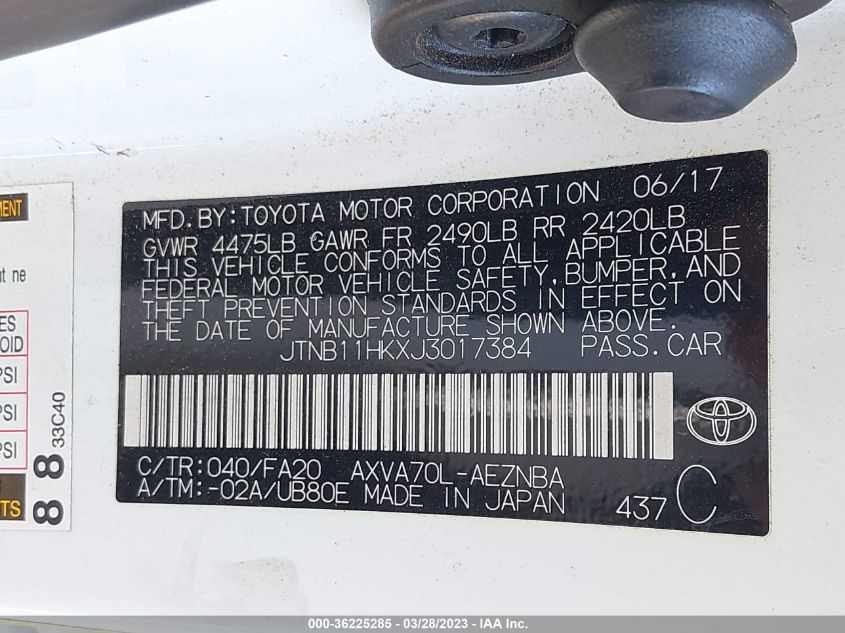 MFD.BY:TOYOTA MOTOR CORPORATION 06/17
GVWR 4475LB GAWR FR 2490LB RR 2420LB
THIS VEHICLE CONFORMS TO ALL APPLICABLE
FEDERAL MOTOR VEHICLE SAFETY, BUMPER, AND
THEFT PREVENTION STANDARDS IN EFFECT ON
THE DATE OF MANUFACTURE SHOWN ABOVE.
JTNB11HKXJ3017384 PASS.CAR
C/TR:040/FA20 AXVA70L-AEZNBA
A/TM:-02A/UB80E MADE IN JAPAN 437 C
MENT
nt ne
ES
OID
PSI
PSI
PSI
TS
88
33C40
000-36225285 - 03/28/2023 - IAA Inc.